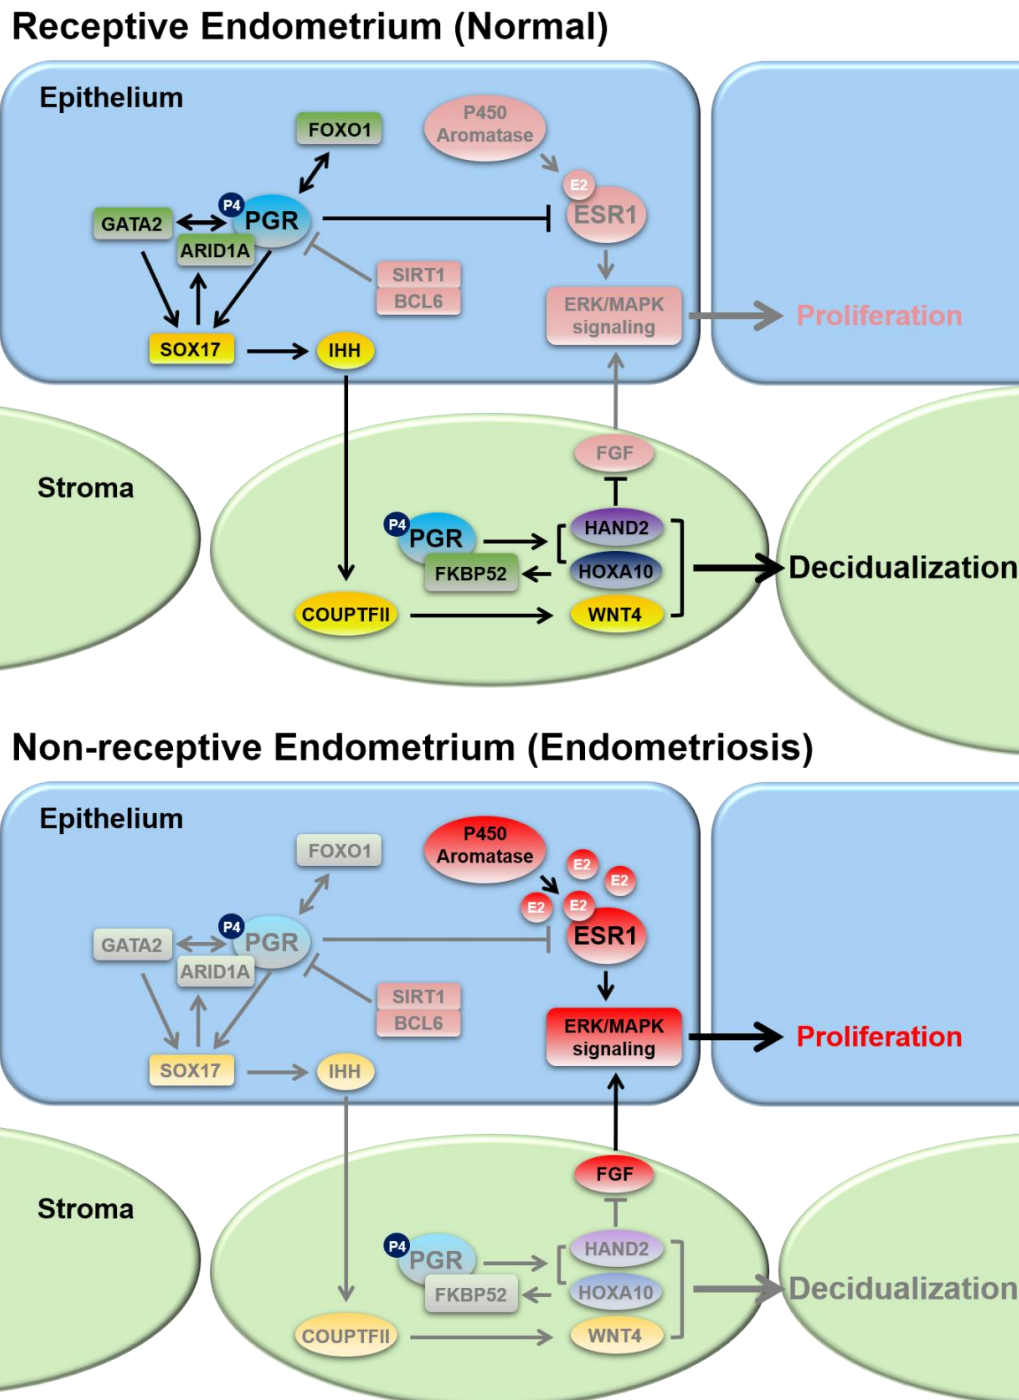 Receptive Endometrium (Normal)
Epithelium
P450
Aromatase
FOXO1
E2
P4
PGR
ESR1
GATA2
ARID1A
SIRT1
BCL6
ERK/MAPK
signaling
Proliferation
SOX17
IHH
FGF
Stroma
P4
PGR
HAND2
FKBP52
HOXA10
Decidualization
COUPTFII
WNT4
Non-receptive Endometrium (Endometriosis)
Epithelium
P450
Aromatase
FOXO1
E2
E2
E2
E2
P4
PGR
ESR1
GATA2
ARID1A
SIRT1
BCL6
ERK/MAPK
signaling
Proliferation
SOX17
IHH
FGF
Stroma
P4
PGR
HAND2
FKBP52
HOXA10
Decidualization
COUPTFII
WNT4